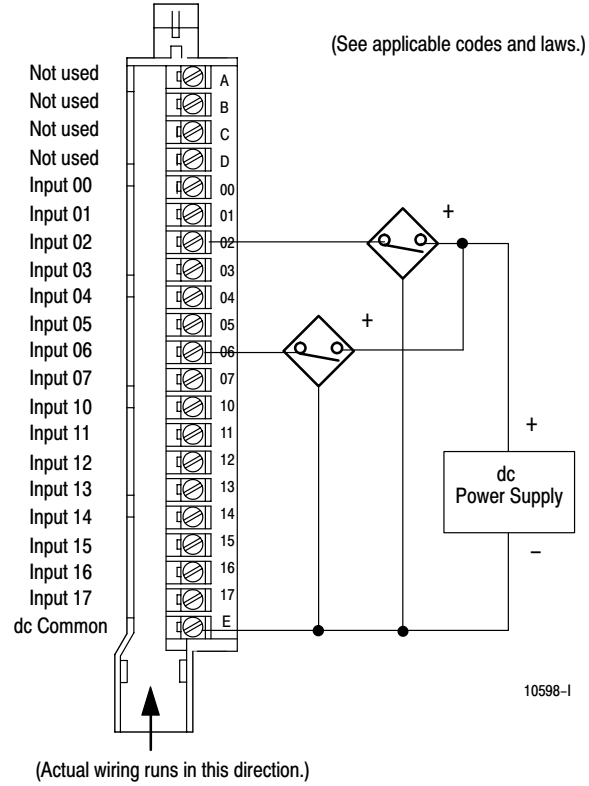 (See applicable codes and laws.)
Not used A
Not used B
Not used C
Not used D
Input 00 00
Input 01 01
Input 02 02
Input 03 03
Input 04 04
Input 05 05
Input 06 06
Input 07 07
Input 10 10
Input 11 11
Input 12 12
Input 13 13
Input 14 14
Input 15 15
Input 16 16
Input 17 17
dc Common E
+
+
+
dc
Power Supply
–
10598–I
(Actual wiring runs in this direction.)